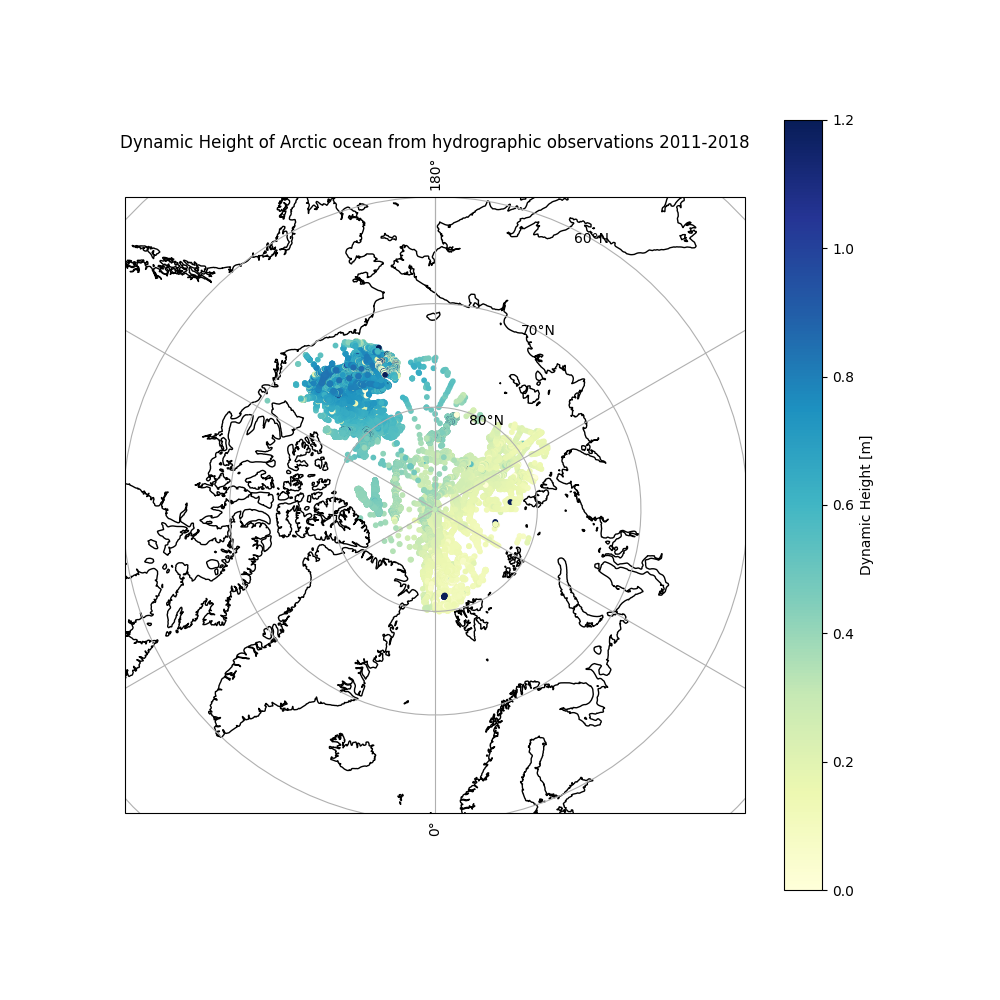 Dynamic Height of Arctic ocean from hydrographic observations 2011-2018
180°
60°N
70°N
80°N
0°
1.2
1.0
0.8
0.6
0.4
0.2
0.0
Dynamic Height [m]